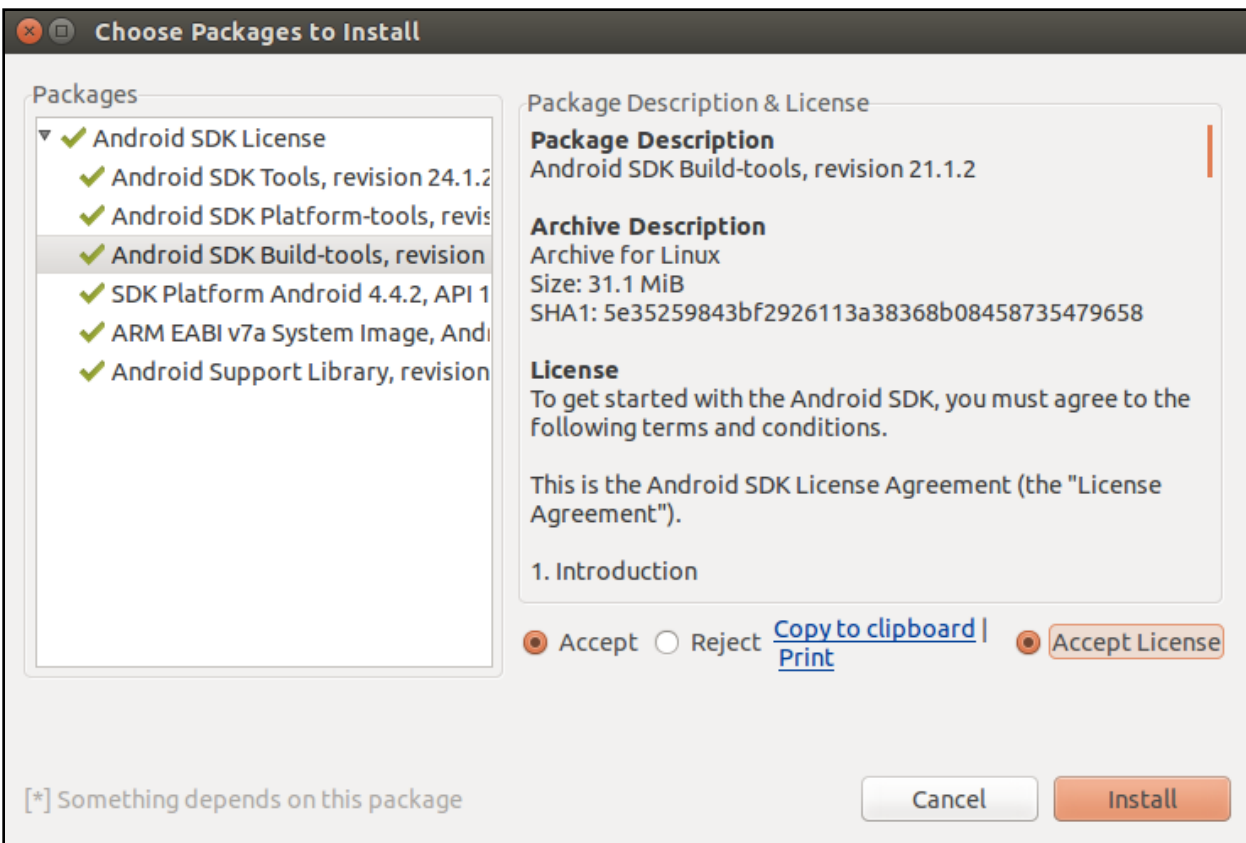 Choose Packages to Install
Packages
Android SDK License
Android SDK Tools, revision 24.1.2
Android SDK Platform-tools, revis
Android SDK Build-tools, revision
SDK Platform Android 4.4.2, API 1
ARM EABI v7a System Image, Andr
Android Support Library, revision
Package Description & License
Package Description
Android SDK Build-tools, revision 21.1.2
Archive Description
Archive for Linux
Size: 31.1 MiB
SHA1: 5e35259843bf2926113a38368b08458735479658
License
To get started with the Android SDK, you must agree to the
following terms and conditions.
This is the Android SDK License Agreement (the "License
Agreement").
1. Introduction
Accept Reject Copy to clipboard |
Print
Accept License
[*] Something depends on this package
Cancel
Install